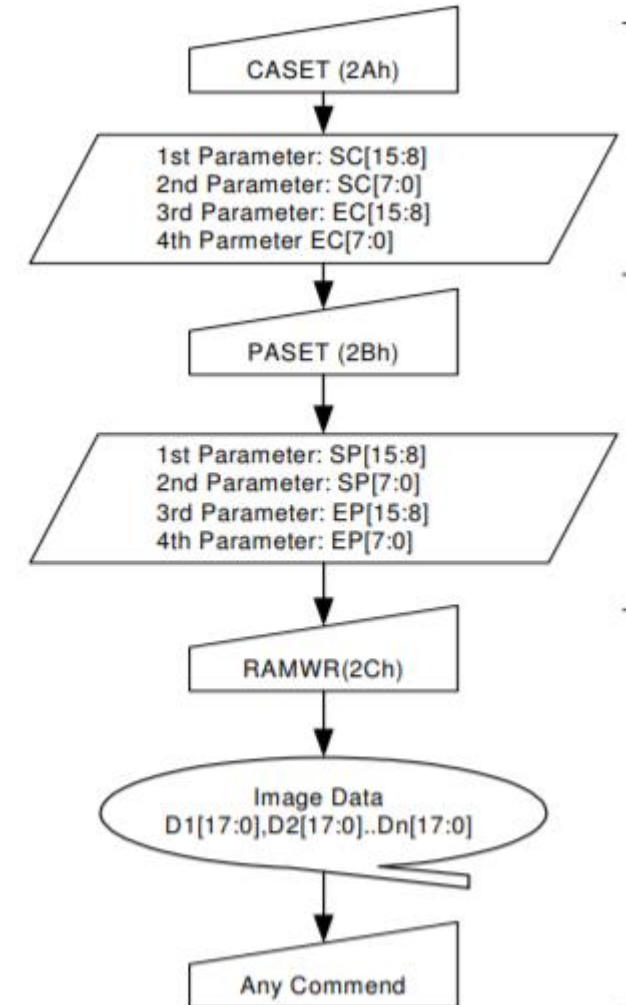 CASET (2Ah)
1st Parameter: SC[15:8]
2nd Parameter: SC[7:0]
3rd Parameter: EC[15:8]
4th Parmeter EC[7:0]
PASET (2Bh)
1st Parameter: SP[15:8]
2nd Parameter: SP[7:0]
3rd Parameter: EP[15:8]
4th Parameter: EP[7:0]
RAMWR(2Ch)
Image Data
D1[17:0],D2[17:0]..Dn[17:0]
Any Commend